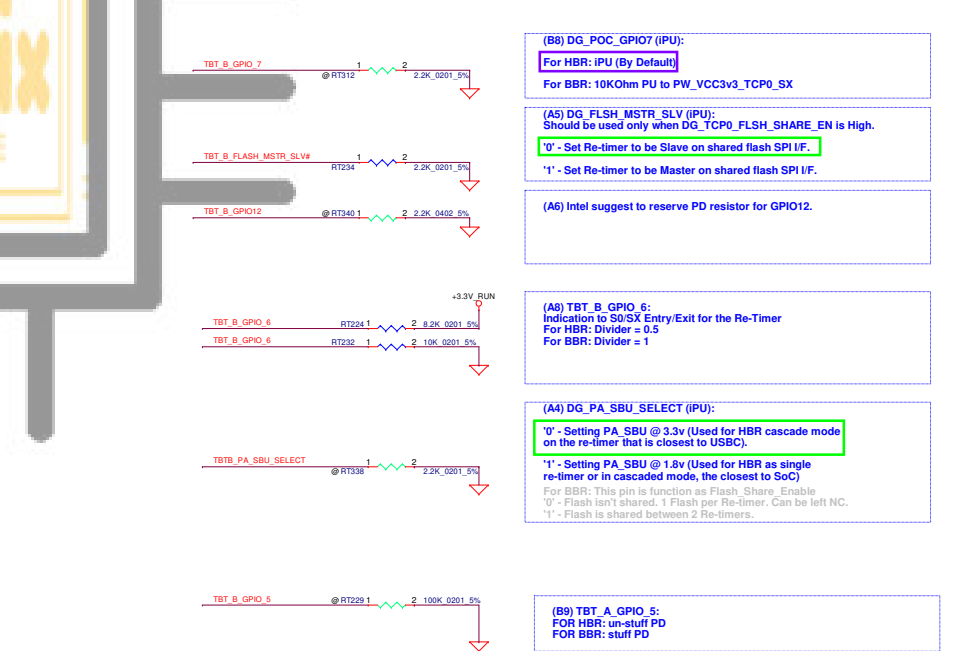 (B8) DG_POC_GPIO7 (iPU):
For HBR: iPU (By Default)
For BBR: 10KOhm PU to PW_VCC3v3_TCP0_SX
TBT_B_GPIO_7
1 2
@ RT312 2.2K_0201_5%
(A5) DG_FLSH_MSTR_SLV (iPU):
Should be used only when DG_TCP0_FLSH_SHARE_EN is High.
'0' - Set Re-timer to be Slave on shared flash SPI I/F.
'1' - Set Re-timer to be Master on shared flash SPI I/F.
TBT_B_FLASH_MSTR_SLV#
1 2
RT234 2.2K_0201_5%
TBT_B_GPIO12 @ RT340 1 2 2.2K_0402_5%
(A6) Intel suggest to reserve PD resistor for GPIO12.
+3.3V_RUN
TBT_B_GPIO_6 RT224 1 2 8.2K_0201_5%
TBT_B_GPIO_6 RT232 1 2 10K_0201_5%
(A8) TBT_B_GPIO_6:
Indication to S0/SX Entry/Exit for the Re-Timer
For HBR: Divider = 0.5
For BBR: Divider = 1
(A4) DG_PA_SBU_SELECT (iPU):
'0' - Setting PA_SBU @ 3.3v (Used for HBR cascade mode
on the re-timer that is closest to USBC).
'1' - Setting PA_SBU @ 1.8v (Used for HBR as single
re-timer or in cascaded mode, the closest to SoC)
For BBR: This pin is function as Flash_Share_Enable
'0' - Flash isn't shared. 1 Flash per Re-timer. Can be left NC.
'1' - Flash is shared between 2 Re-timers.
TBTB_PA_SBU_SELECT
1 2
@ RT338 2.2K_0201_5%
TBT_B_GPIO_5 @ RT229 1 2 100K_0201_5%
(B9) TBT_A_GPIO_5:
FOR HBR: un-stuff PD
FOR BBR: stuff PD